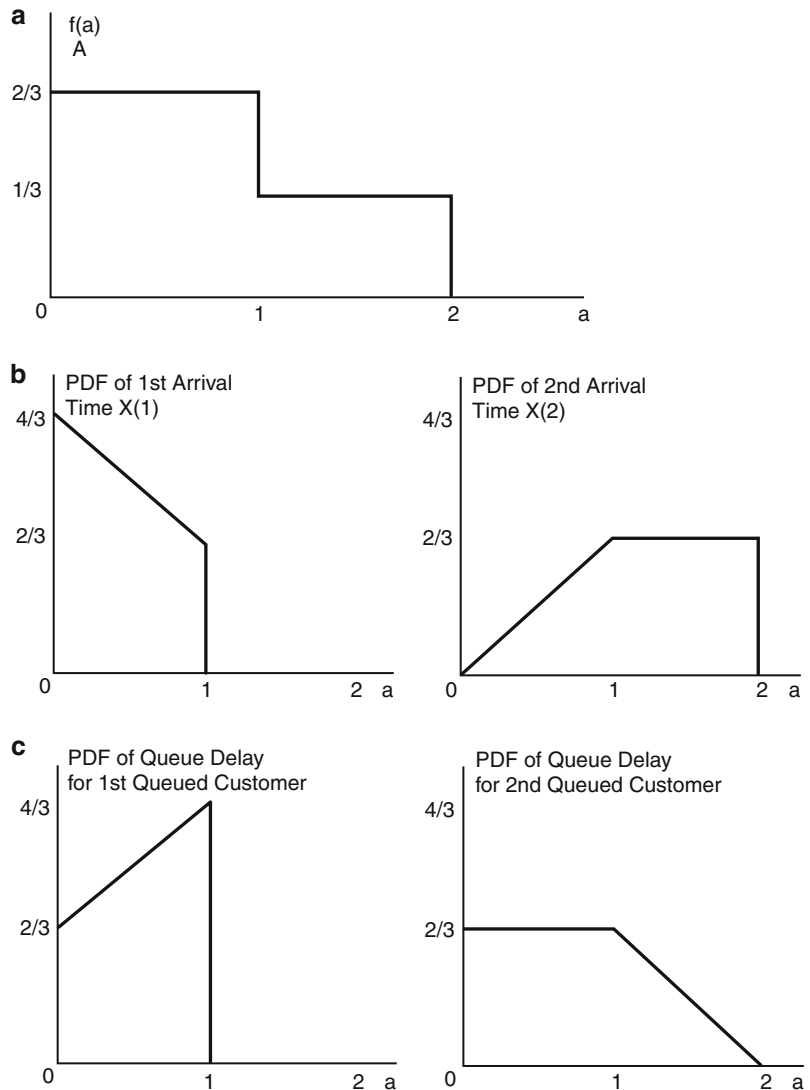 a
f(a)
A
2/3
1/3
0
1
2
a
b
PDF of 1st Arrival
Time X(1)
4/3
2/3
0
1
2
a
PDF of 2nd Arrival
Time X(2)
4/3
2/3
0
1
2
a
c
PDF of Queue Delay
for 1st Queued Customer
4/3
2/3
0
1
2
a
PDF of Queue Delay
for 2nd Queued Customer
4/3
2/3
0
1
2
a